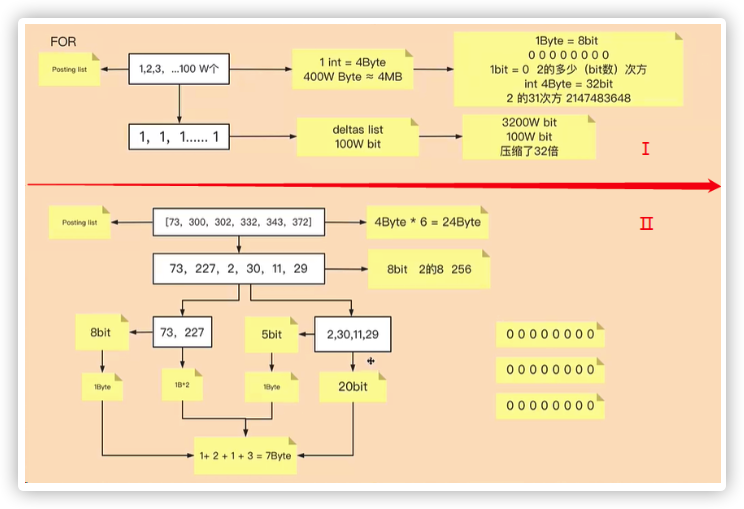 FOR
Posting list
1,2,3, ...100 W个
1 int = 4Byte
400W Byte ≈ 4MB
1Byte = 8bit
0 0 0 0 0 0 0 0
1bit = 0 2的多少（bit数）次方
int 4Byte = 32bit
2 的31次方 2147483648
1, 1, 1...... 1
deltas list
100W bit
3200W bit
100W bit
压缩了32倍
I
Posting list
[73, 300, 302, 332, 343, 372]
4Byte * 6 = 24Byte
II
73, 227, 2, 30, 11, 29
8bit 2的8 256
8bit
73, 227
5bit
2,30,11,29
0 0 0 0 0 0 0 0
1Byte
1B*2
1Byte
20bit
0 0 0 0 0 0 0 0
0 0 0 0 0 0 0 0
1+ 2 + 1 + 3 = 7Byte